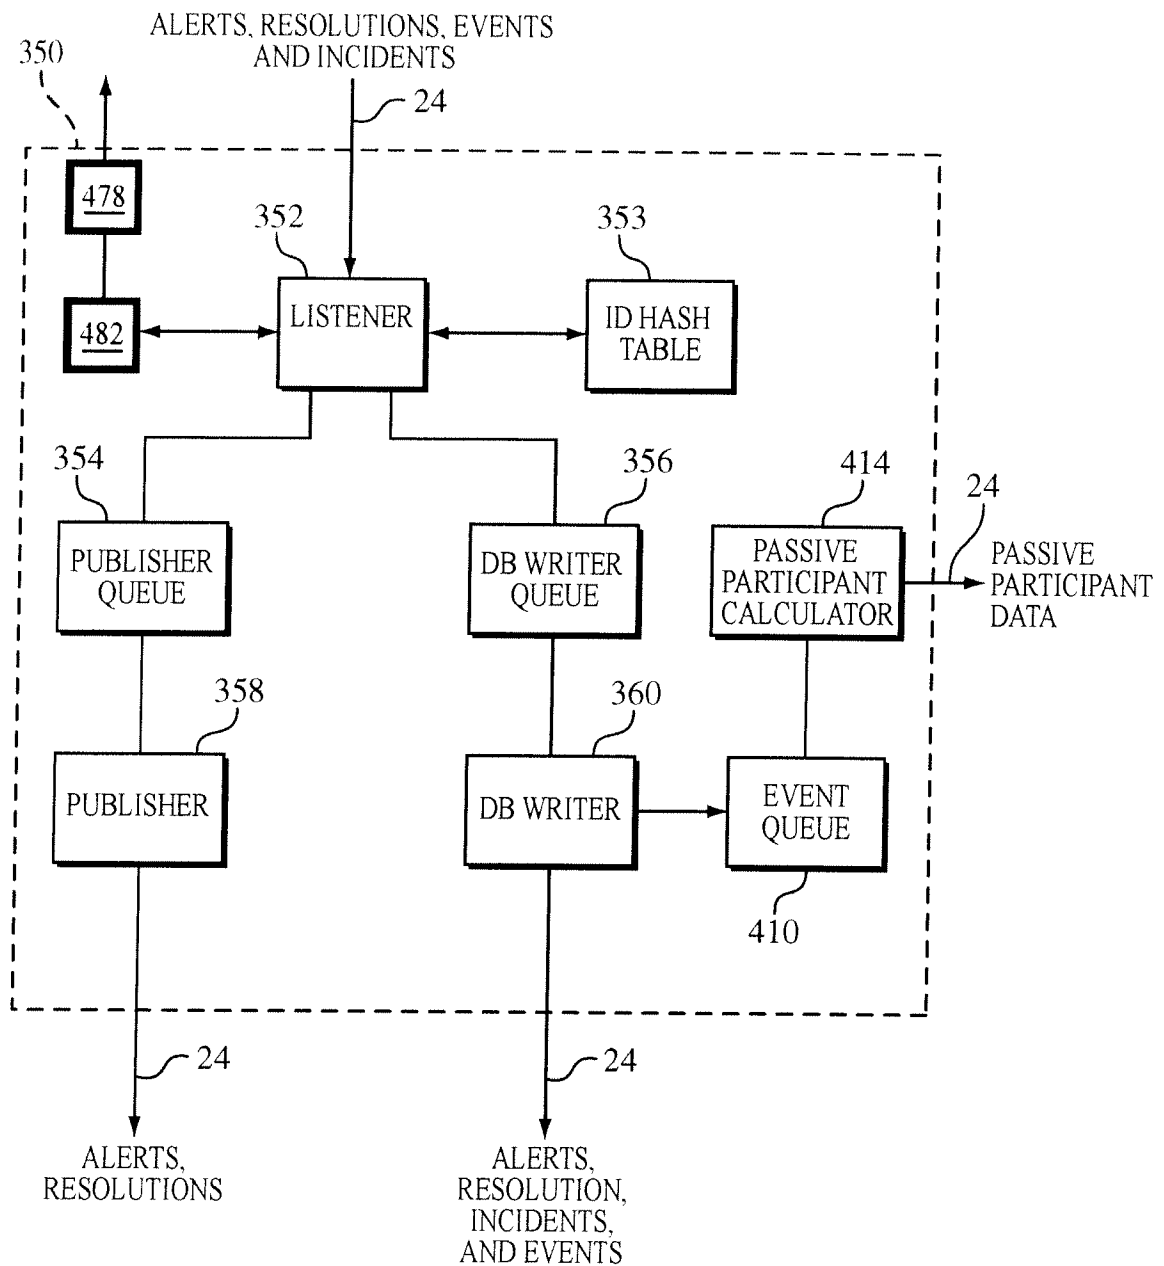 ALERTS, RESOLUTIONS, EVENTS
AND INCIDENTS
350
24
478
352
353
LISTENER
ID HASH
TABLE
482
354
356
414
24
PUBLISHER
QUEUE
DB WRITER
QUEUE
PASSIVE
PARTICIPANT
CALCULATOR
PASSIVE
PARTICIPANT
DATA
358
360
PUBLISHER
DB WRITER
EVENT
QUEUE
410
24
24
ALERTS,
RESOLUTIONS
ALERTS,
RESOLUTION,
INCIDENTS,
AND EVENTS